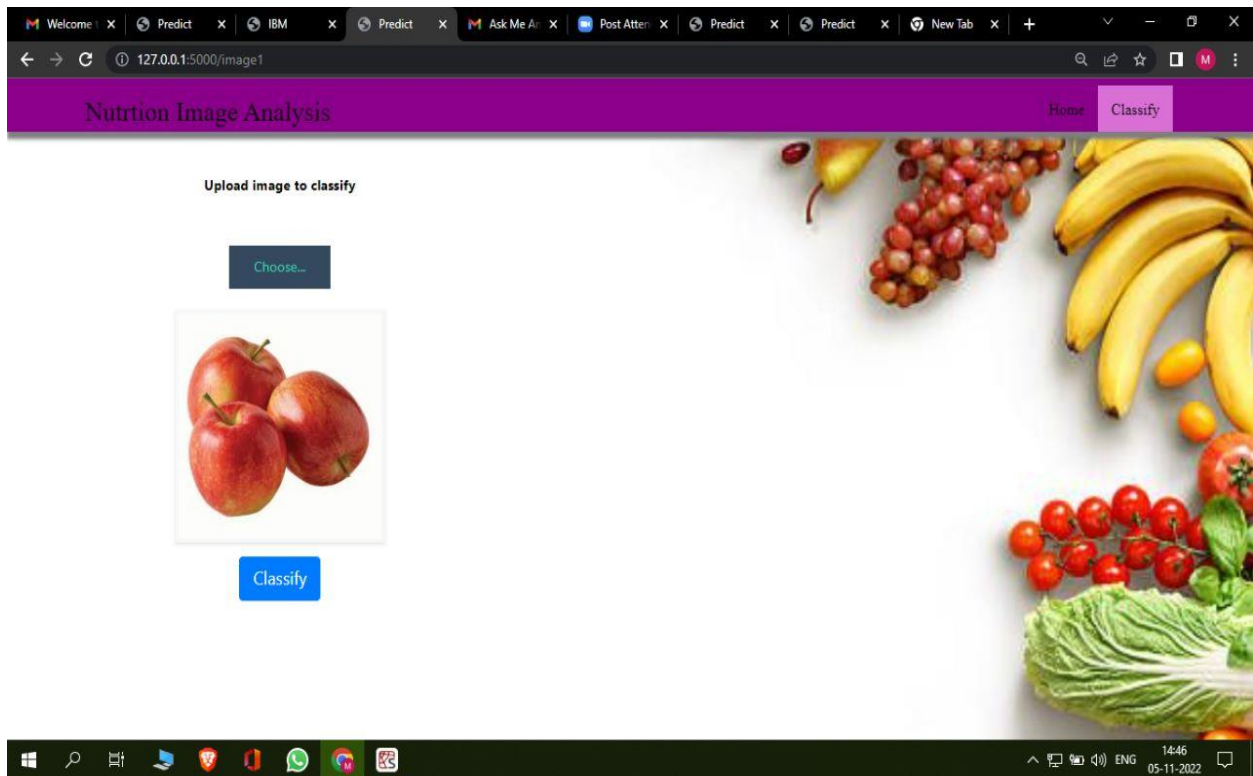 Welcome t
Predict
IBM
Predict
Ask Me An
Post Atten
Predict
Predict
New Tab
127.0.0.1:5000/image1
M
Nutrtion Image Analysis
Home
Classify
Upload image to classify
Choose...
Classify
ENG
14:46
05-11-2022